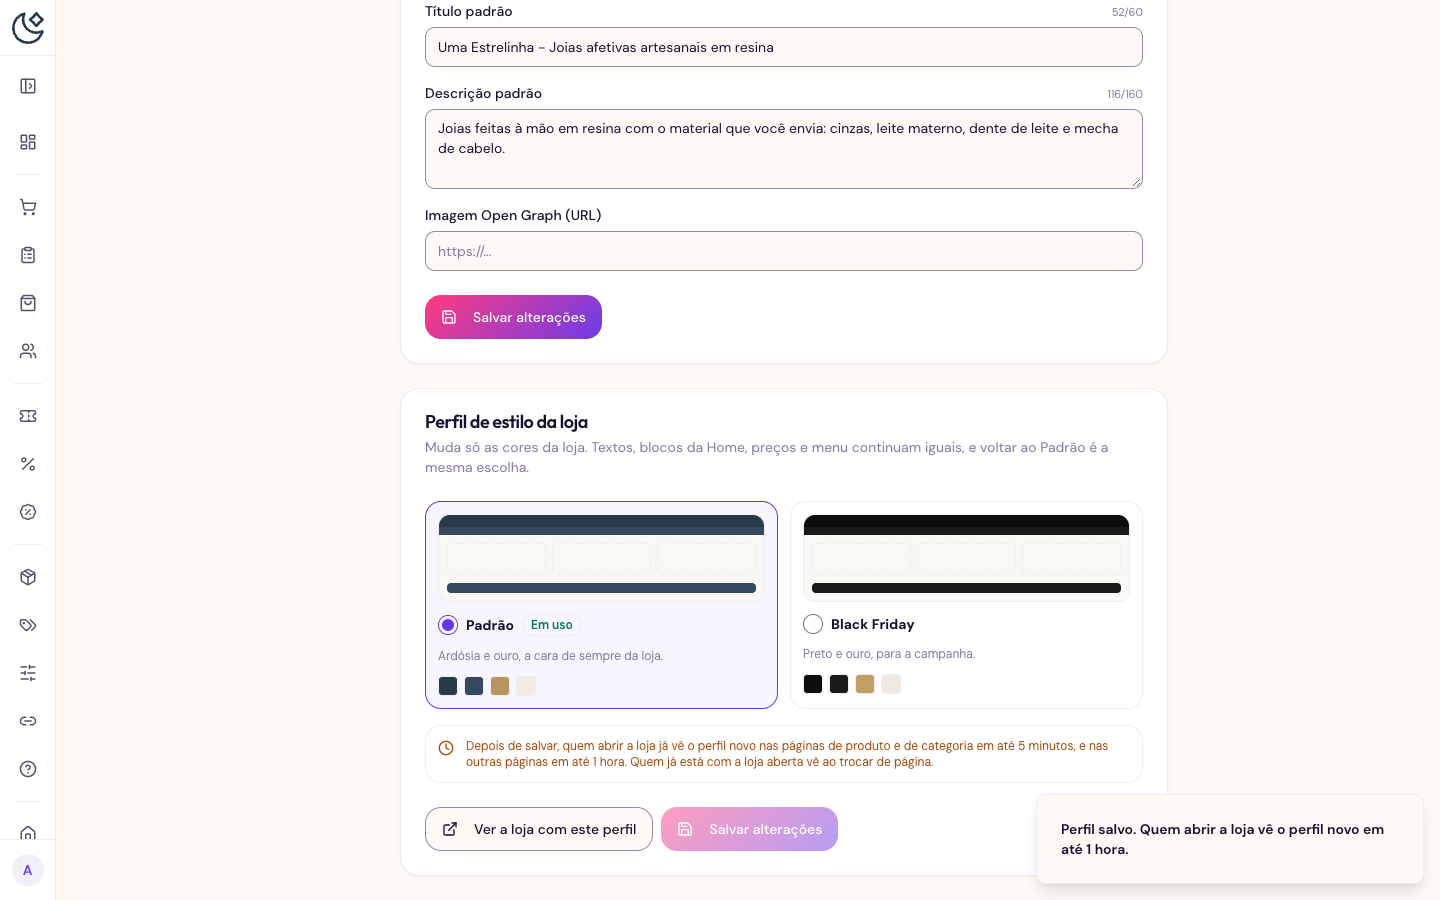 Título padrão
52/60
Uma Estrelinha - Joias afetivas artesanais em resina
Descrição padrão
116/160
Joias feitas à mão em resina com o material que você envia: cinzas, leite materno, dente de leite e mecha
de cabelo.
Imagem Open Graph (URL)
https://...
Salvar alterações
Perfil de estilo da loja
Muda só as cores da loja. Textos, blocos da Home, preços e menu continuam iguais, e voltar ao Padrão é a
mesma escolha.
Padrão
Em uso
Ardósia e ouro, a cara de sempre da loja.
Black Friday
Preto e ouro, para a campanha.
Depois de salvar, quem abrir a loja já vê o perfil novo nas páginas de produto e de categoria em até 5 minutos, e nas
outras páginas em até 1 hora. Quem já está com a loja aberta vê ao trocar de página.
Ver a loja com este perfil
Salvar alterações
Perfil salvo. Quem abrir a loja vê o perfil novo em
até 1 hora.
A